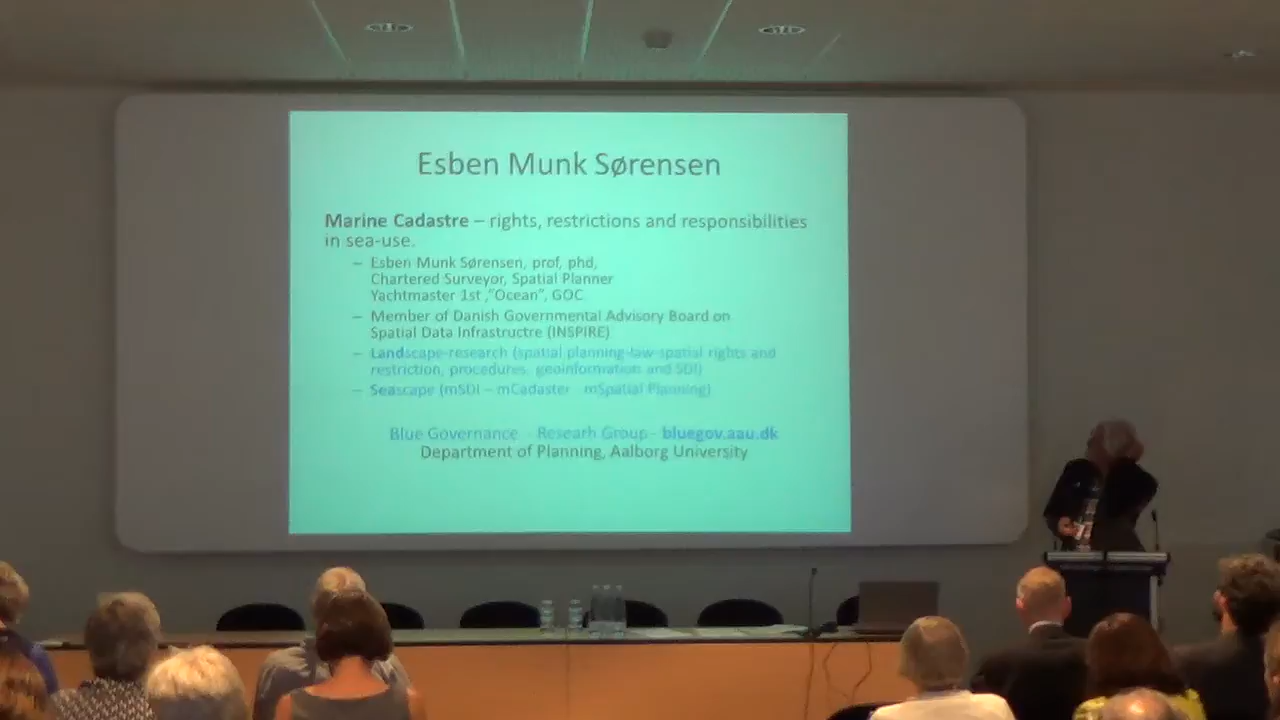 Esben Munk Sørensen
Marine Cadastre – rights, restrictions and responsibilities
in sea-use.
– Esben Munk Sørensen, prof, phd,
Chartered Surveyor, Spatial Planner
Yachtmaster 1st ,”Ocean”, GOC
– Member of Danish Governmental Advisory Board on
Spatial Data Infrastructre (INSPIRE)
– Landscape-research (spatial planning-law-spatial rights and
restriction, procedures, geoinformation and SDI)
– Seascape (mSDI – mCadaster mSpatial Planning)
Blue Governance - Researh Group - bluegov.aau.dk
Department of Planning, Aalborg University